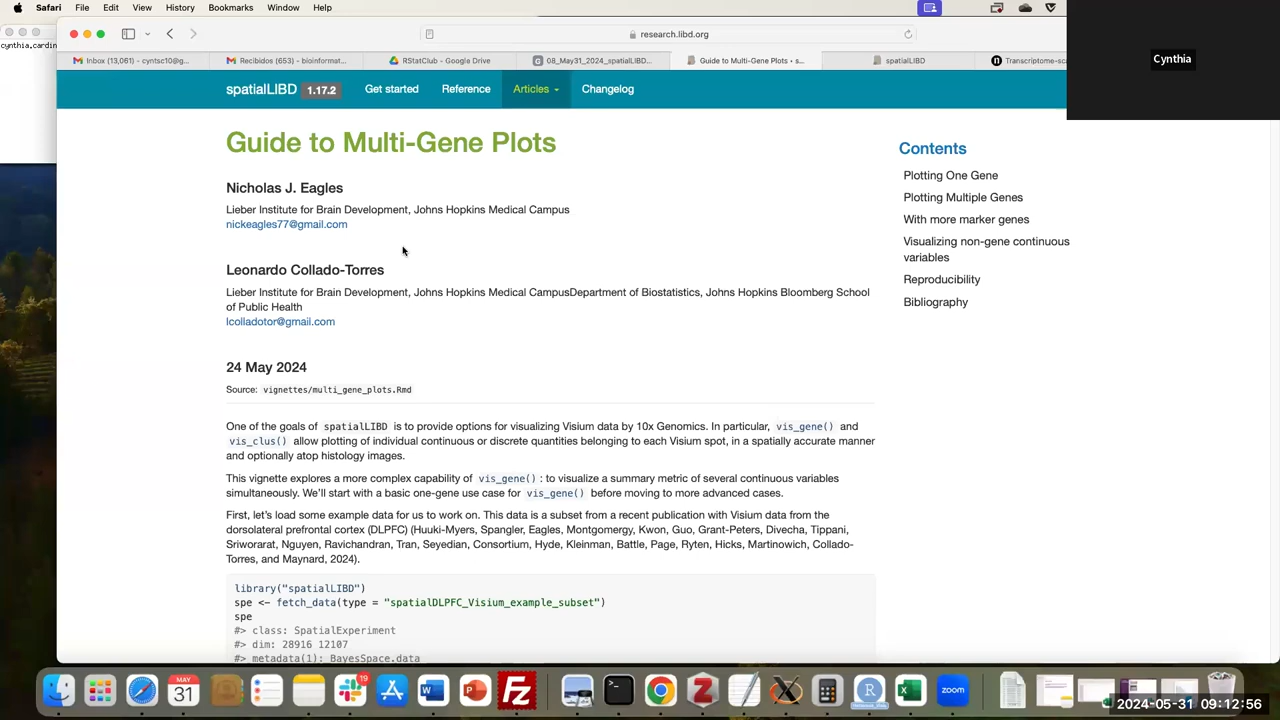 Safari File Edit View History Bookmarks Window Help
cynthia.cardin
research.libd.org
Inbox (13,061) - cyntsc10@g...
Recibidos (653) - bioinformat...
RStatClub - Google Drive
08_May31_2024_spatialLIBD...
Guide to Multi-Gene Plots • s...
spatialLIBD
Transcriptome-sca
Cynthia
spatialLIBD 1.17.2 Get started Reference Articles Changelog
Guide to Multi-Gene Plots
Nicholas J. Eagles
Lieber Institute for Brain Development, Johns Hopkins Medical Campus
nickeagles77@gmail.com
Leonardo Collado-Torres
Lieber Institute for Brain Development, Johns Hopkins Medical CampusDepartment of Biostatistics, Johns Hopkins Bloomberg School
of Public Health
lcolladotor@gmail.com
24 May 2024
Source: vignettes/multi_gene_plots.Rmd
One of the goals of spatialLIBD is to provide options for visualizing Visium data by 10x Genomics. In particular, vis_gene() and
vis_clus() allow plotting of individual continuous or discrete quantities belonging to each Visium spot, in a spatially accurate manner
and optionally atop histology images.
This vignette explores a more complex capability of vis_gene() : to visualize a summary metric of several continuous variables
simultaneously. We'll start with a basic one-gene use case for vis_gene() before moving to more advanced cases.
First, let's load some example data for us to work on. This data is a subset from a recent publication with Visium data from the
dorsolateral prefrontal cortex (DLPFC) (Huuki-Myers, Spangler, Eagles, Montgomergy, Kwon, Guo, Grant-Peters, Divecha, Tippani,
Sriworarat, Nguyen, Ravichandran, Tran, Seyedian, Consortium, Hyde, Kleinman, Battle, Page, Ryten, Hicks, Martinowich, Collado-
Torres, and Maynard, 2024).
library("spatialLIBD")
spe <- fetch_data(type = "spatialDLPFC_Visium_example_subset")
spe
#> class: SpatialExperiment
#> dim: 28916 12107
#> metadata(1): BayesSpace.data
Contents
Plotting One Gene
Plotting Multiple Genes
With more marker genes
Visualizing non-gene continuous
variables
Reproducibility
Bibliography
MAY
31
19
zoom
2024-05-31 09:12:56